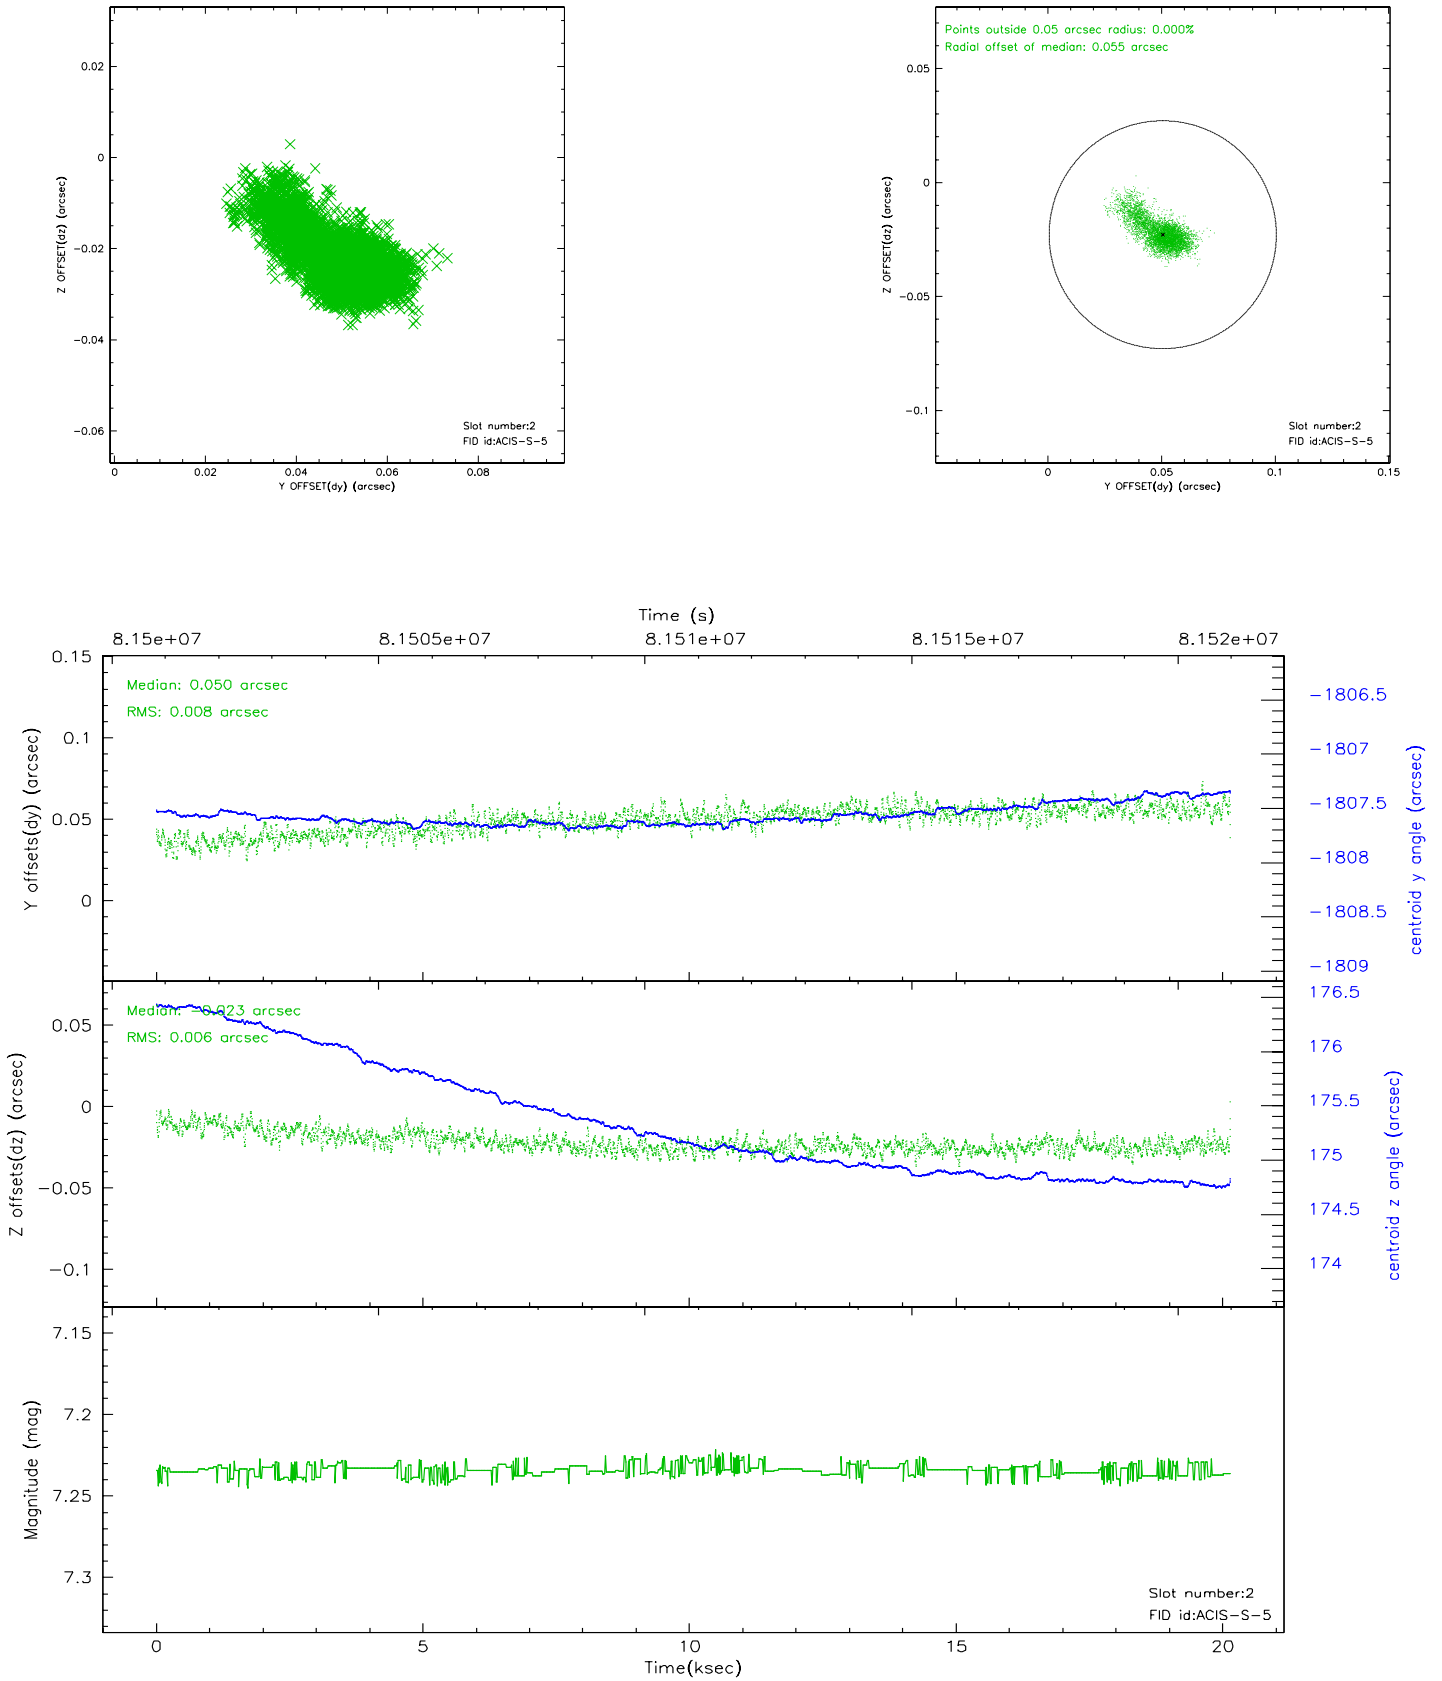 0.02
0
-0.02
-0.04
-0.06
Z OFFSET(dz) (arcsec)
Slot number:2
FID id:ACIS-S-5
0 0.02 0.04 0.06 0.08
Y OFFSET(dy) (arcsec)
Points outside 0.05 arcsec radius: 0.000%
Radial offset of median: 0.055 arcsec
0.05
0
-0.05
-0.1
Z OFFSET(dz) (arcsec)
Slot number:2
FID id:ACIS-S-5
0 0.05 0.1 0.15
Y OFFSET(dy) (arcsec)
Time (s)
8.15e+07 8.1505e+07 8.151e+07 8.1515e+07 8.152e+07
0.15
0.1
0.05
0
Y offsets(dy) (arcsec)
Median: 0.050 arcsec
RMS: 0.008 arcsec
-1806.5
-1807
-1807.5
-1808
-1808.5
-1809
centroid y angle (arcsec)
0.05
0
-0.05
-0.1
Z offsets(dz) (arcsec)
Median: -0.023 arcsec
RMS: 0.006 arcsec
176.5
176
175.5
175
174.5
174
centroid z angle (arcsec)
7.15
7.2
7.25
7.3
Magnitude (mag)
Slot number:2
FID id:ACIS-S-5
0 5 10 15 20
Time(ksec)